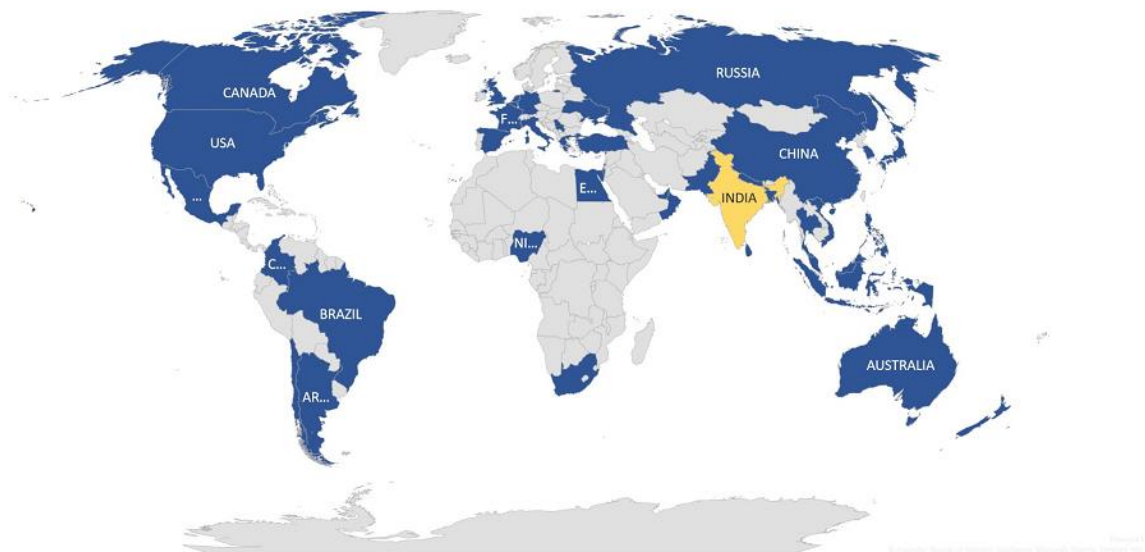 CANADA
RUSSIA
F...
USA
CHINA
...
E...
INDIA
NI...
C...
BRAZIL
AUSTRALIA
AR...